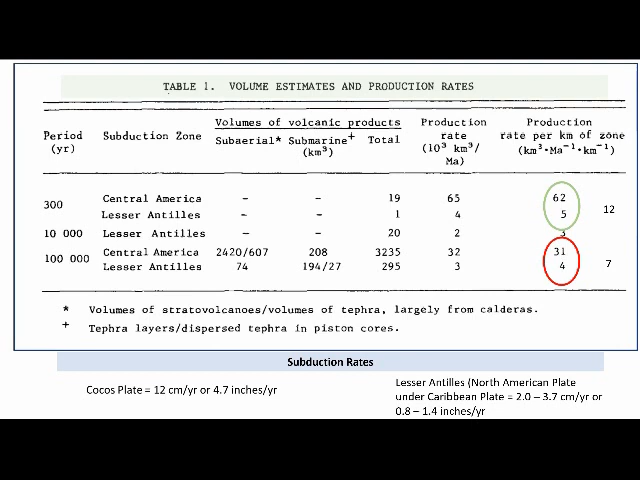 TABLE 1. VOLUME ESTIMATES AND PRODUCTION RATES
Period (yr) Subduction Zone Volumes of volcanic products Subaerial* Submarine+ Total (km³) Production rate (10³ km³/Ma) Production rate per km of zone (km³·Ma⁻¹·km⁻¹)
300 Central America - - 19 65 62
Lesser Antilles - - 1 4 5 12
10 000 Lesser Antilles - - 20 2 3
100 000 Central America 2420/607 208 3235 32 31
Lesser Antilles 74 194/27 295 3 4 7
* Volumes of stratovolcanoes/volumes of tephra, largely from calderas.
+ Tephra layers/dispersed tephra in piston cores.
Subduction Rates
Cocos Plate = 12 cm/yr or 4.7 inches/yr
Lesser Antilles (North American Plate
under Caribbean Plate = 2.0 – 3.7 cm/yr or
0.8 – 1.4 inches/yr